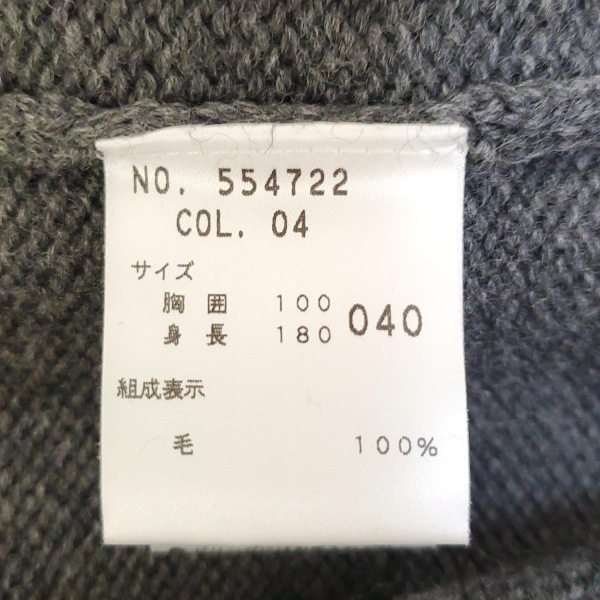 NO. 554722
COL. 04
サイズ
胸囲 100 040
身長 180
組成表示
毛 100%